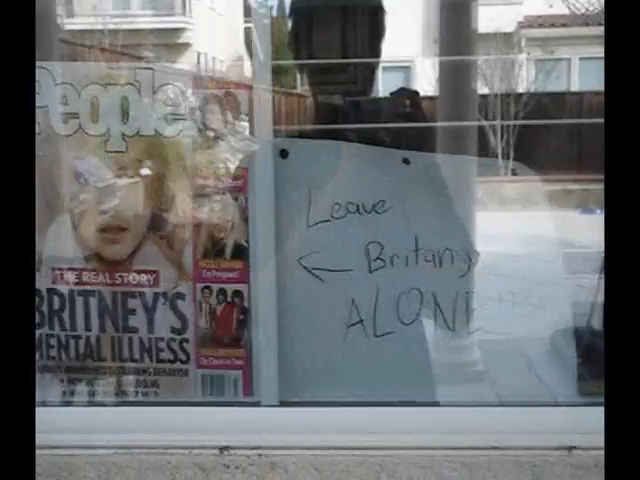 People
THE REAL STORY
BRITNEY'S
MENTAL ILLNESS
Leave
← Britany
ALONE